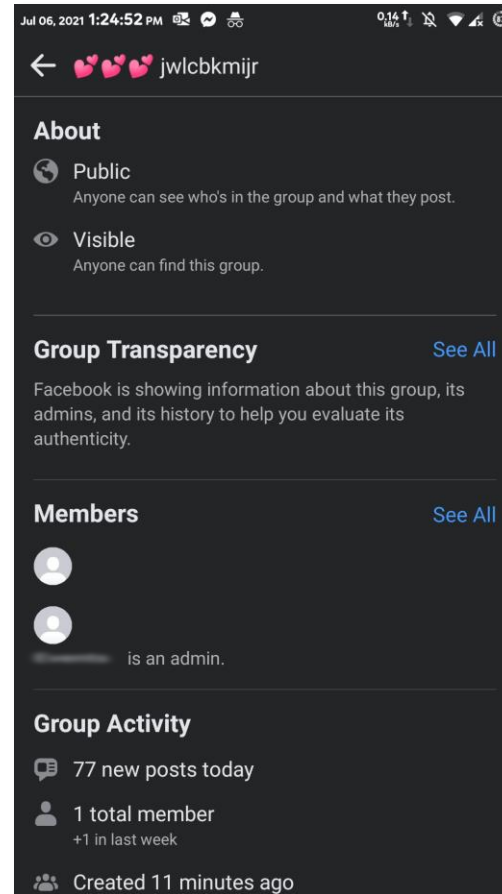 Jul 06, 2021 1:24:52 PM 0,14 kB/s
💕💕💕 jwlcbkmijr
About
Public
Anyone can see who's in the group and what they post.
Visible
Anyone can find this group.
Group Transparency See All
Facebook is showing information about this group, its
admins, and its history to help you evaluate its
authenticity.
Members See All
is an admin.
Group Activity
77 new posts today
1 total member
+1 in last week
Created 11 minutes ago